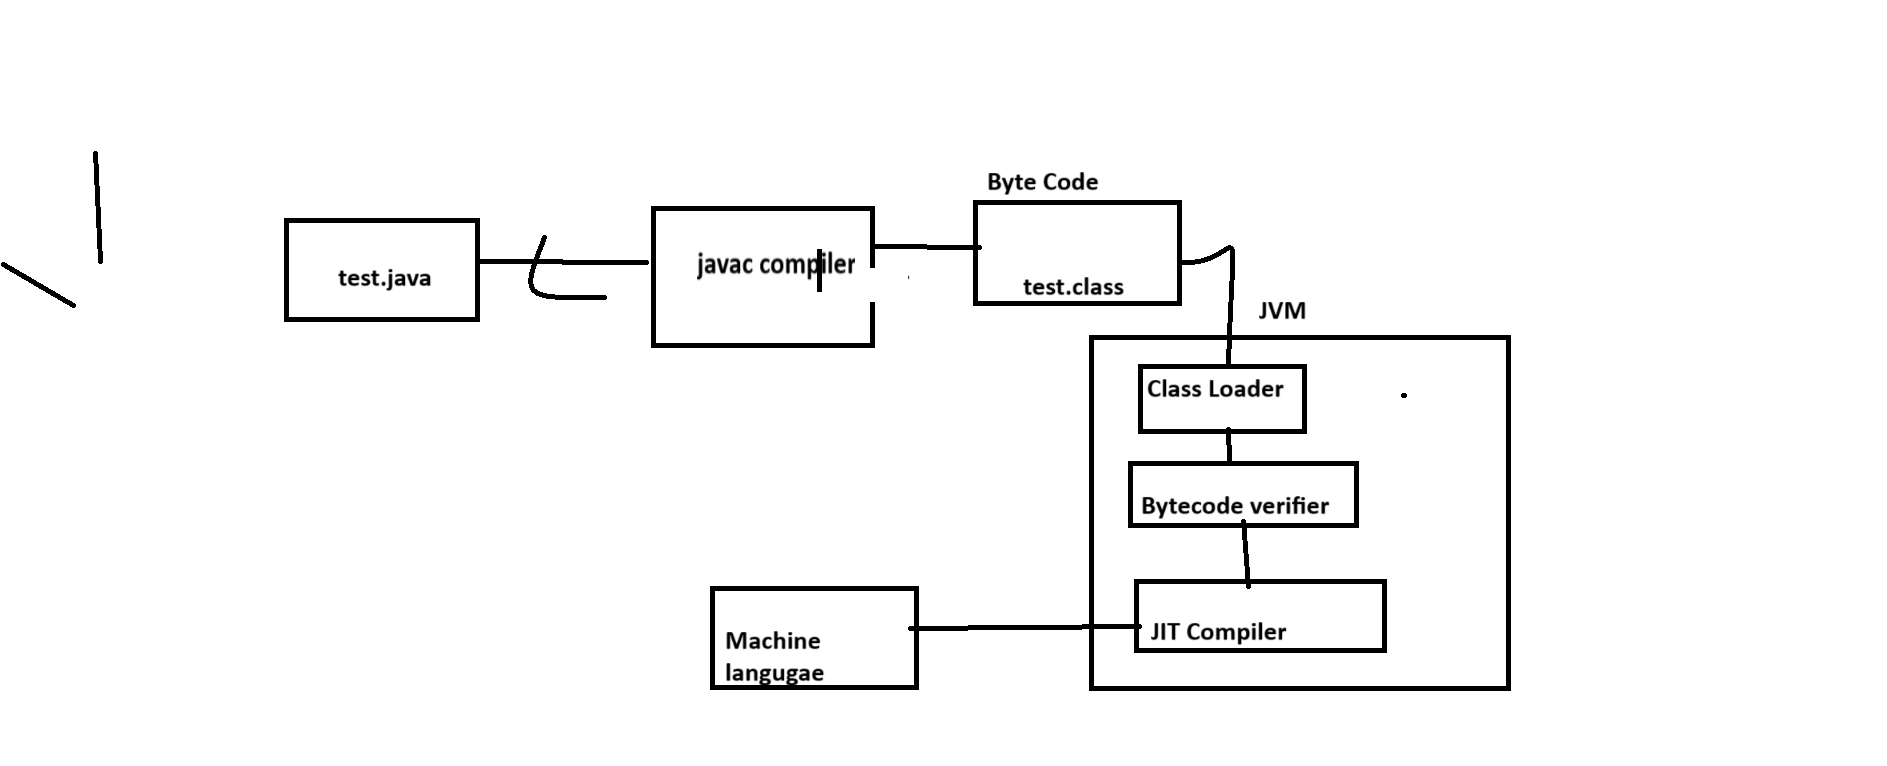 Byte Code
test.java
javac compiler
test.class
JVM
Class Loader
Bytecode verifier
JIT Compiler
Machine
langugae